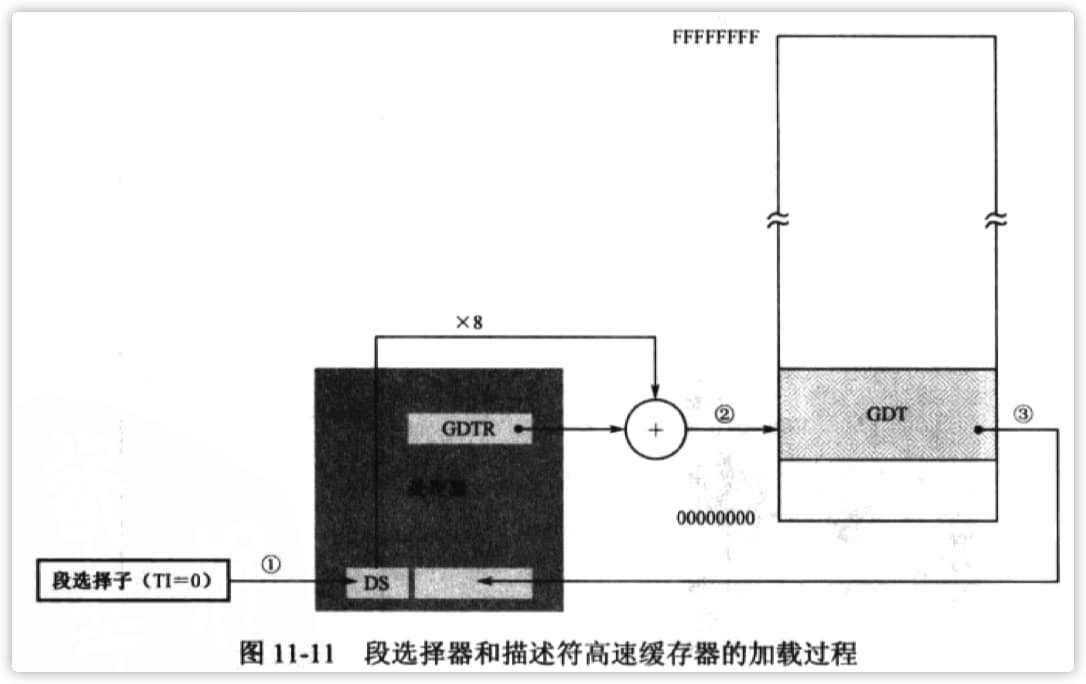 FFFFFFFF
×8
GDTR
+
②
GDT
③
处理器
00000000
①
段选择子（TI=0）
DS
图 11-11 段选择器和描述符高速缓存器的加载过程